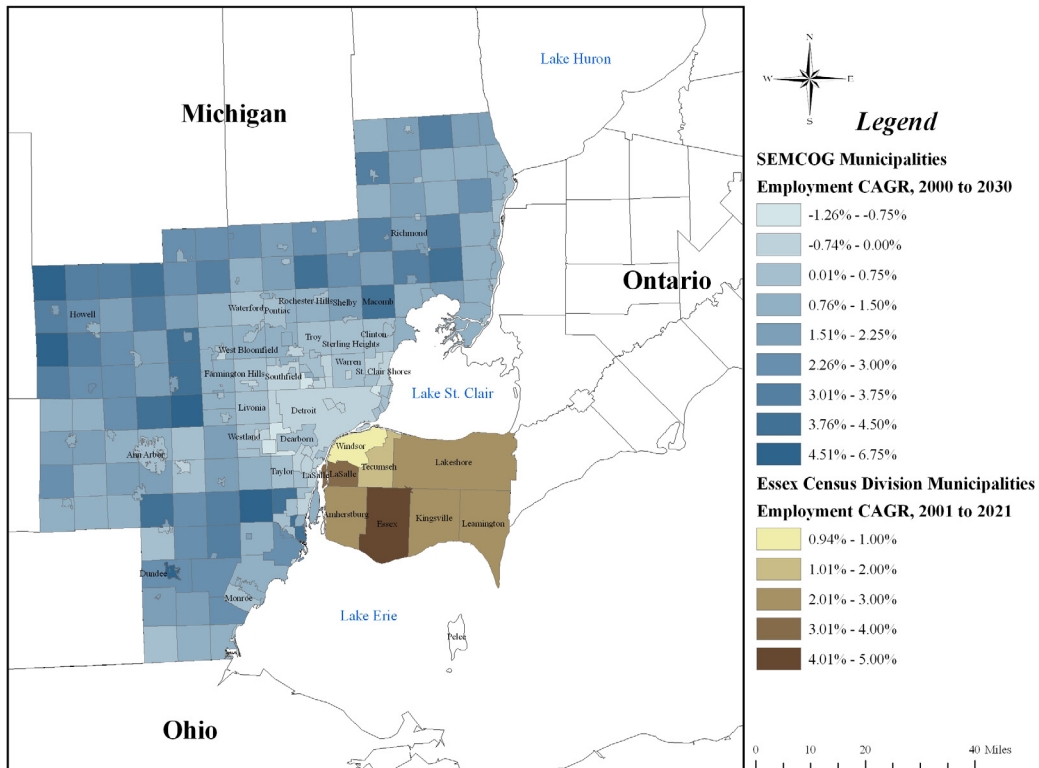 Lake Huron
Michigan
Richmond
Ontario
Howell
Waterford
Pontiac
Rochester Hills
Shelby
Macomb
Troy
Clinton
Sterling Heights
West Bloomfield
Warren
St. Clair Shores
Farmington Hills
Southfield
Lake St. Clair
Livonia
Detroit
Westland
Dearborn
Windsor
Ann Arbor
Taylor
LaSalle
LaSalle
Tecumseh
Lakeshore
Amherstburg
Essex
Kingsville
Leamington
Dundee
Monroe
Lake Erie
Pelee
Ohio
N
W
E
S
Legend
SEMCOG Municipalities
Employment CAGR, 2000 to 2030
-1.26% - -0.75%
-0.74% - 0.00%
0.01% - 0.75%
0.76% - 1.50%
1.51% - 2.25%
2.26% - 3.00%
3.01% - 3.75%
3.76% - 4.50%
4.51% - 6.75%
Essex Census Division Municipalities
Employment CAGR, 2001 to 2021
0.94% - 1.00%
1.01% - 2.00%
2.01% - 3.00%
3.01% - 4.00%
4.01% - 5.00%
0 10 20 40 Miles